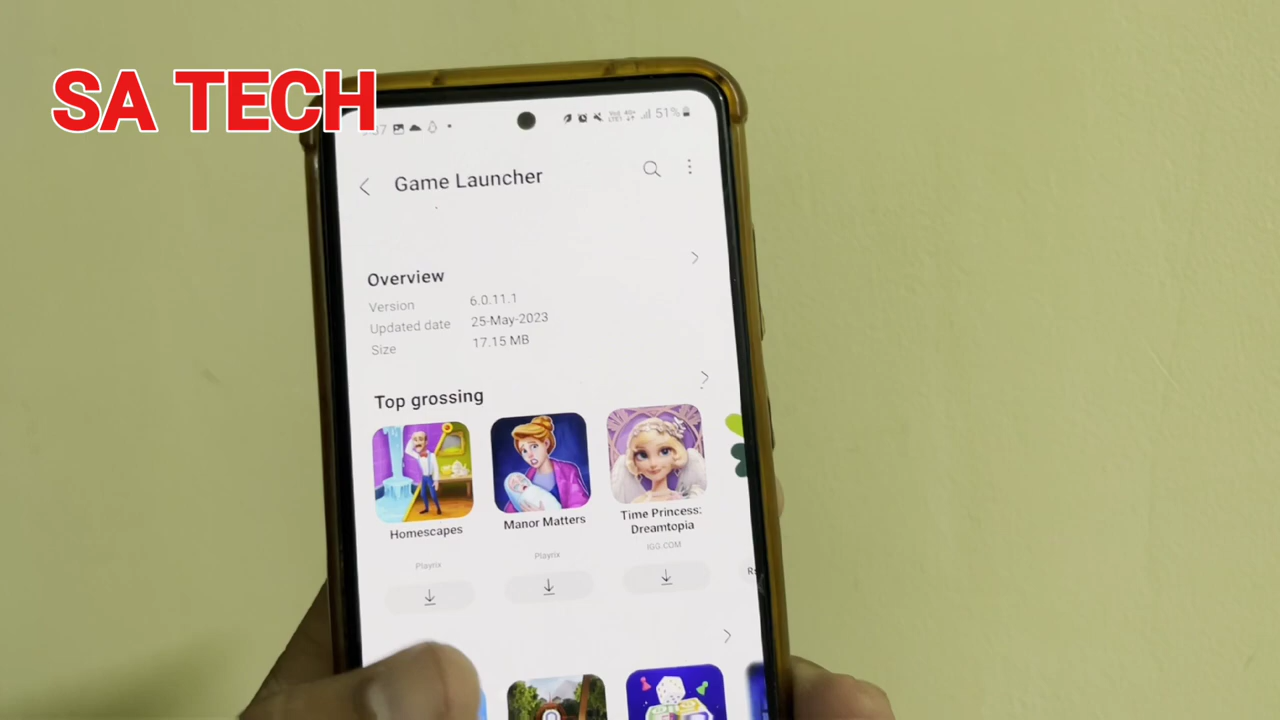 SA TECH
51%
Game Launcher
Overview
Version 6.0.11.1
Updated date 25-May-2023
Size 17.15 MB
Top grossing
Homescapes
Manor Matters
Time Princess:
Dreamtopia
Playrix
Playrix
IGG.COM